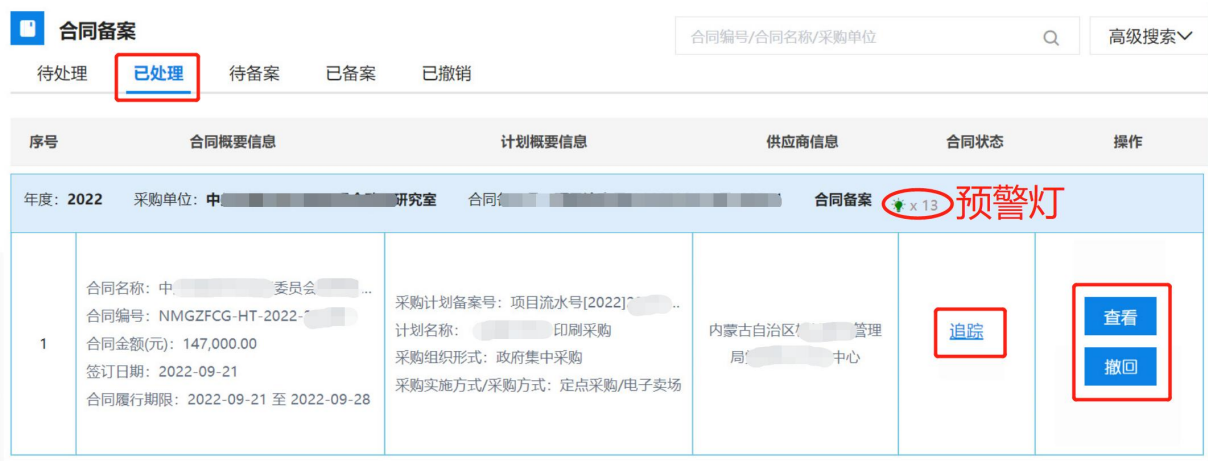 合同备案
合同编号/合同名称/采购单位
高级搜索
待处理 已处理 待备案 已备案 已撤销
序号 合同概要信息 计划概要信息 供应商信息 合同状态 操作
年度：2022 采购单位：中 研究室 合同 合同备案 x 13 预警灯
1
合同名称：中 委员会 ...
合同编号：NMGZFCG-HT-2022-
合同金额(元)：147,000.00
签订日期：2022-09-21
合同履行期限：2022-09-21 至 2022-09-28
采购计划备案号：项目流水号[2022] ..
计划名称： 印刷采购
采购组织形式：政府集中采购
采购实施方式/采购方式：定点采购/电子卖场
内蒙古自治区 管理
局 中心
追踪
查看
撤回